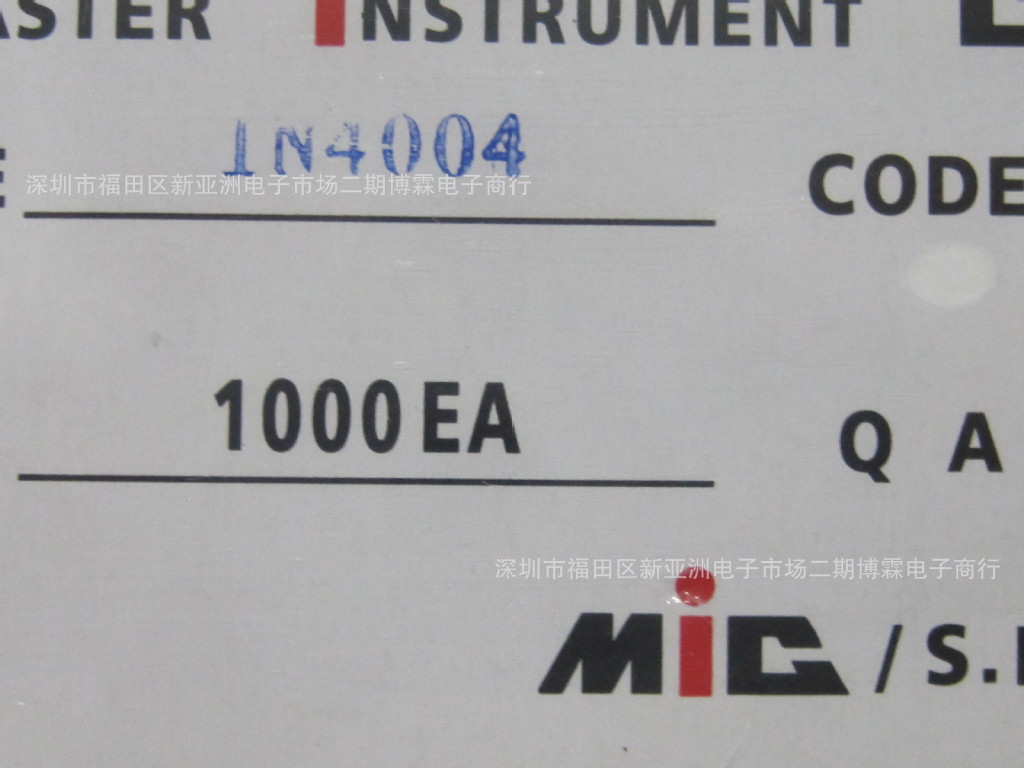 ASTER INSTRUMENT
1N4004
E
CODE
深圳市福田区新亚洲电子市场二期博霖电子商行
1000EA
Q A
深圳市福田区新亚洲电子市场二期博霖电子商行
MiC / S.